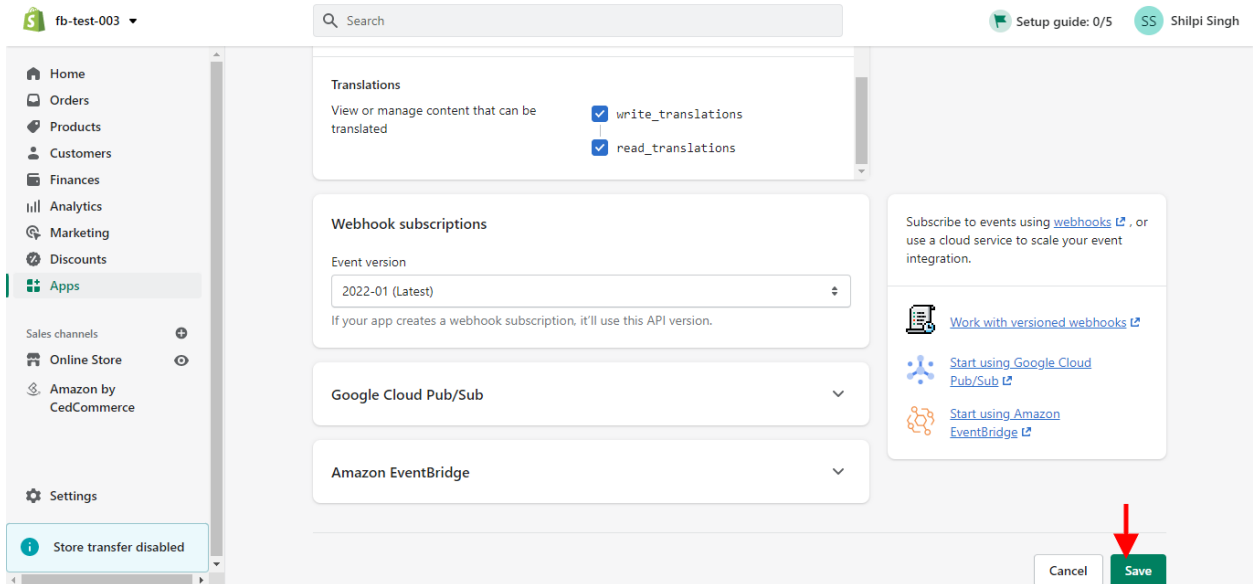 fb-test-003
Search
Setup guide: 0/5
SS
Shilpi Singh
Home
Orders
Products
Customers
Finances
Analytics
Marketing
Discounts
Apps
Sales channels
Online Store
Amazon by
CedCommerce
Settings
Store transfer disabled
Translations
View or manage content that can be
translated
write_translations
read_translations
Webhook subscriptions
Event version
2022-01 (Latest)
If your app creates a webhook subscription, it'll use this API version.
Google Cloud Pub/Sub
Amazon EventBridge
Subscribe to events using webhooks , or
use a cloud service to scale your event
integration.
Work with versioned webhooks
Start using Google Cloud
Pub/Sub
Start using Amazon
EventBridge
Cancel
Save